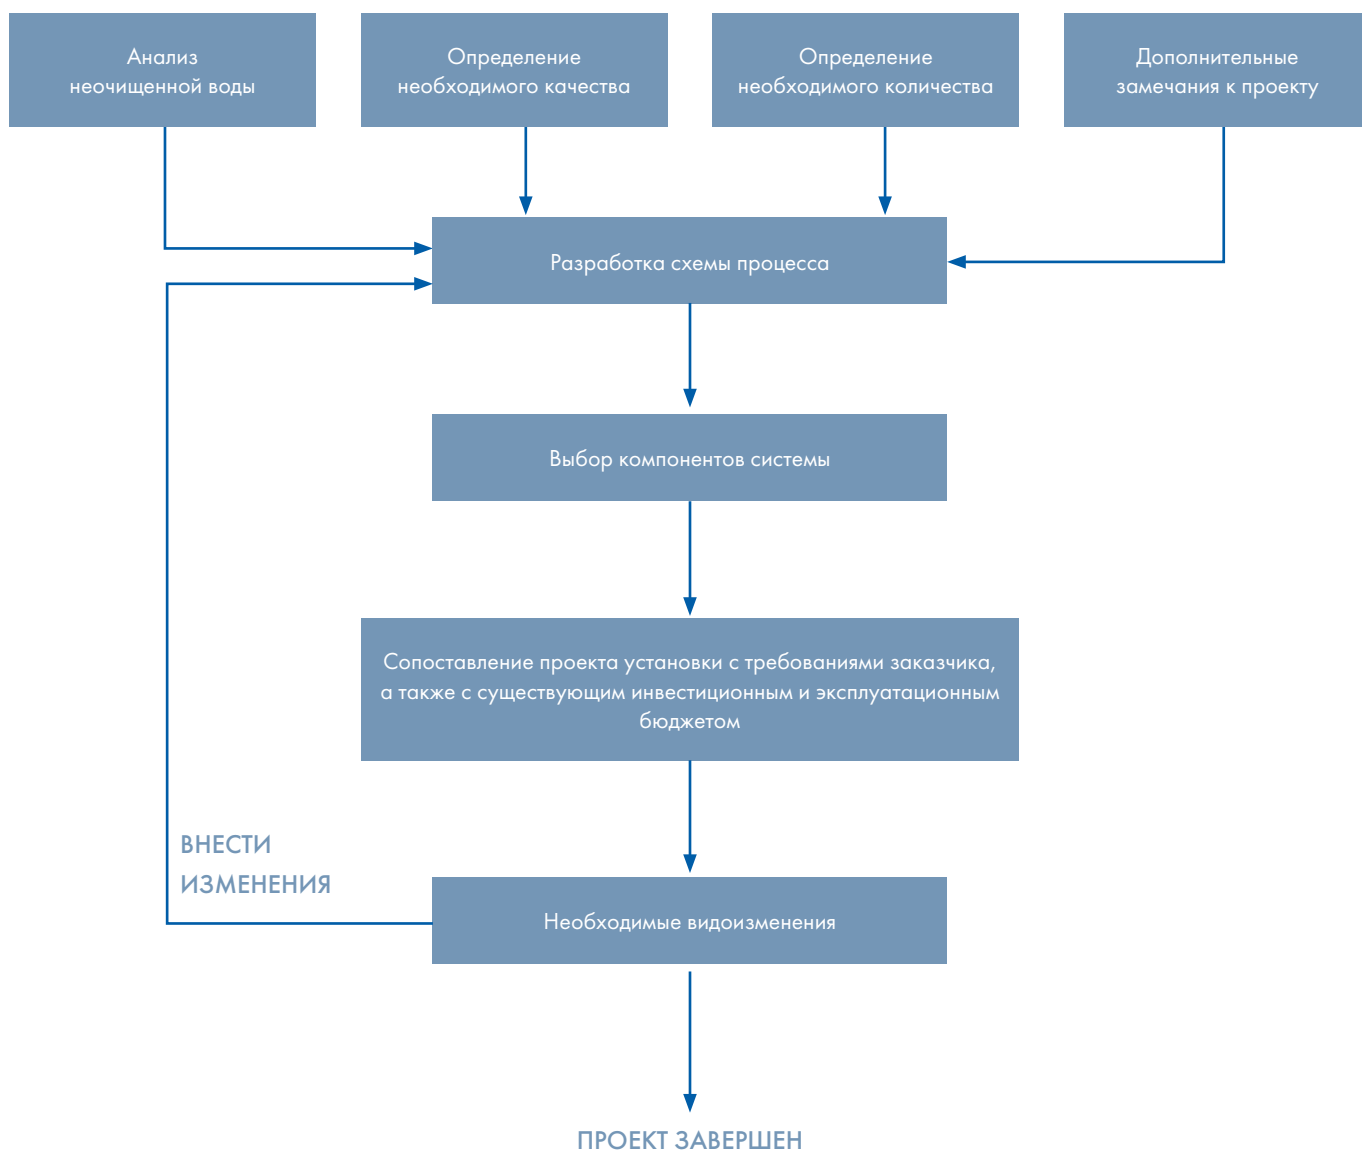 Анализ
неочищенной воды
Определение
необходимого качества
Определение
необходимого количества
Дополнительные
замечания к проекту
Разработка схемы процесса
Выбор компонентов системы
Сопоставление проекта установки с требованиями заказчика,
а также с существующим инвестиционным и эксплуатационным
бюджетом
ВНЕСТИ
ИЗМЕНЕНИЯ
Необходимые видоизменения
ПРОЕКТ ЗАВЕРШЕН